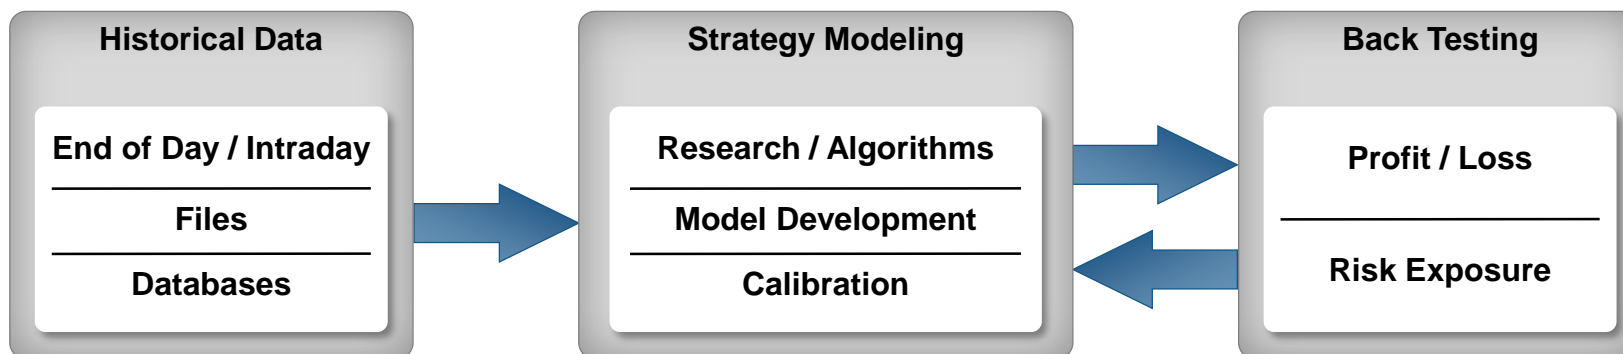 Historical Data
End of Day / Intraday
Files
Databases
Strategy Modeling
Research / Algorithms
Model Development
Calibration
Back Testing
Profit / Loss
Risk Exposure